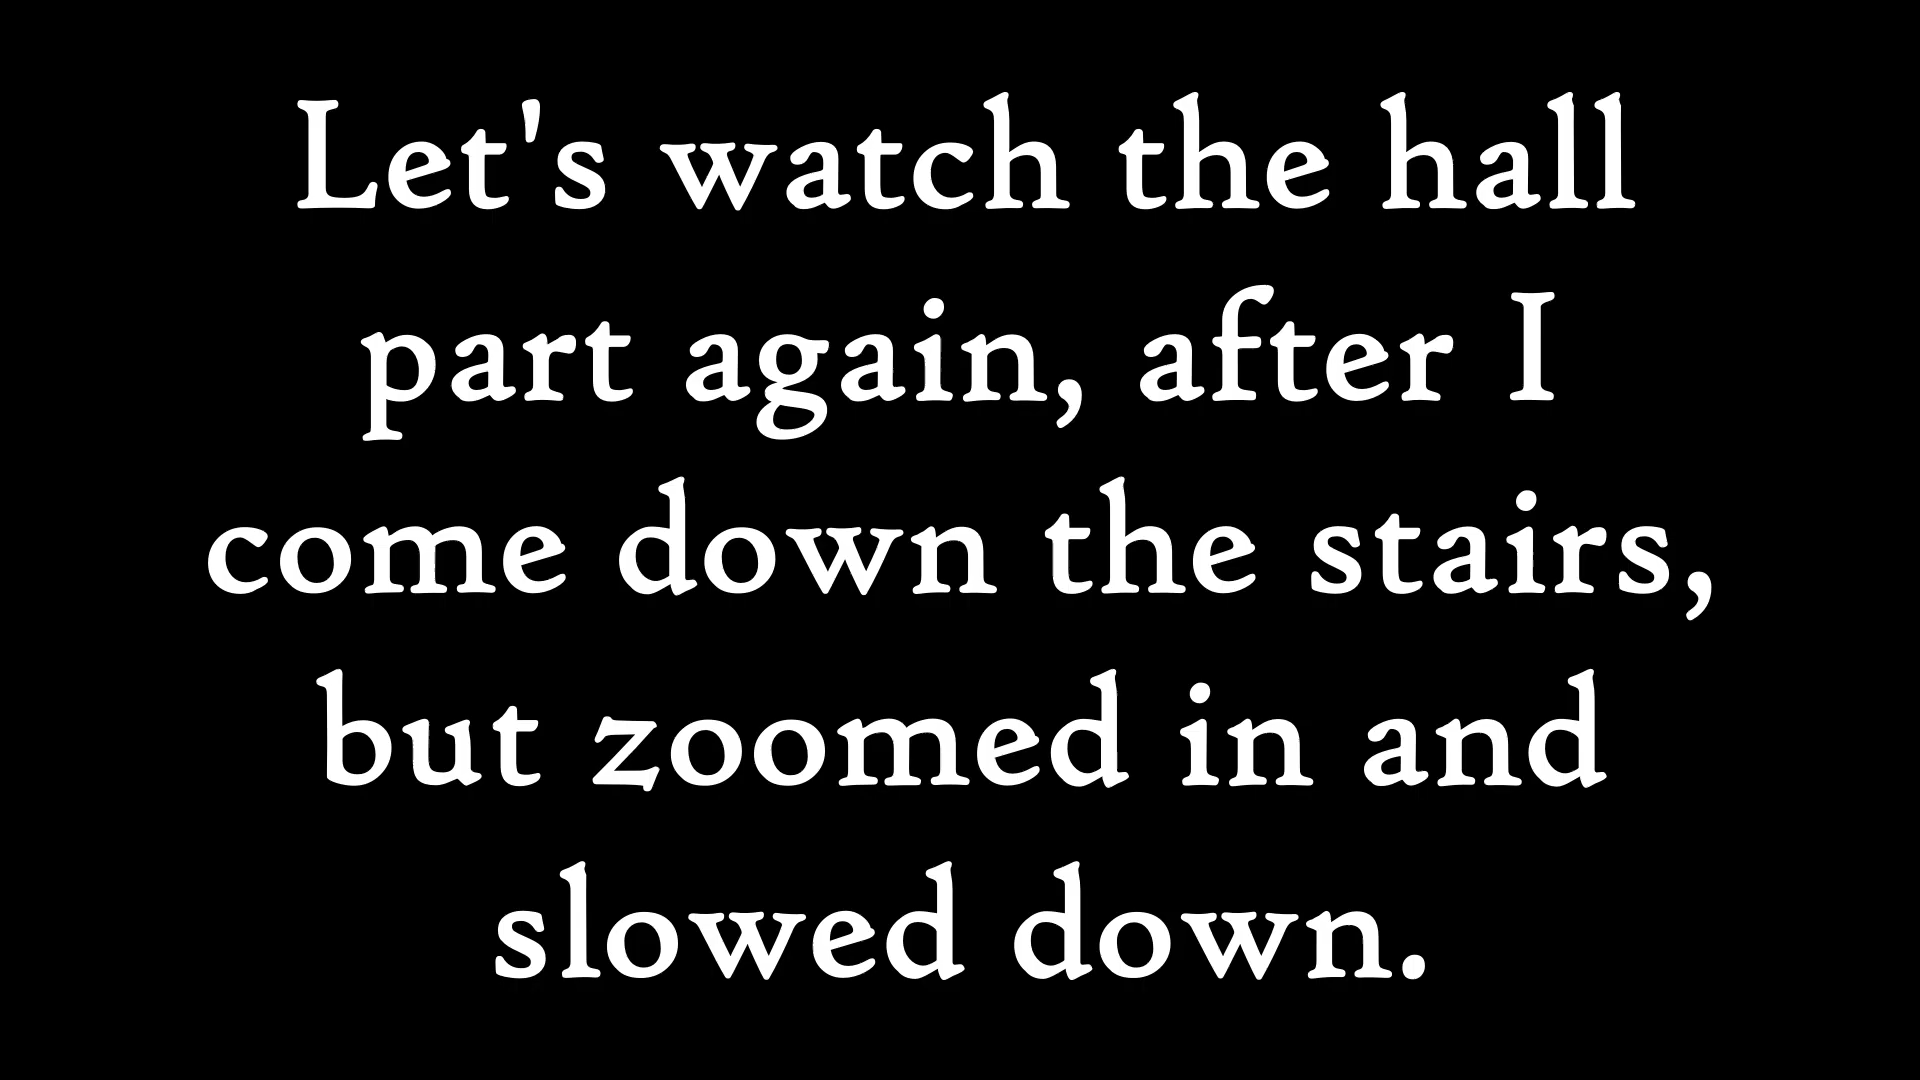 Let's watch the hall
part again, after I
come down the stairs,
but zoomed in and
slowed down.